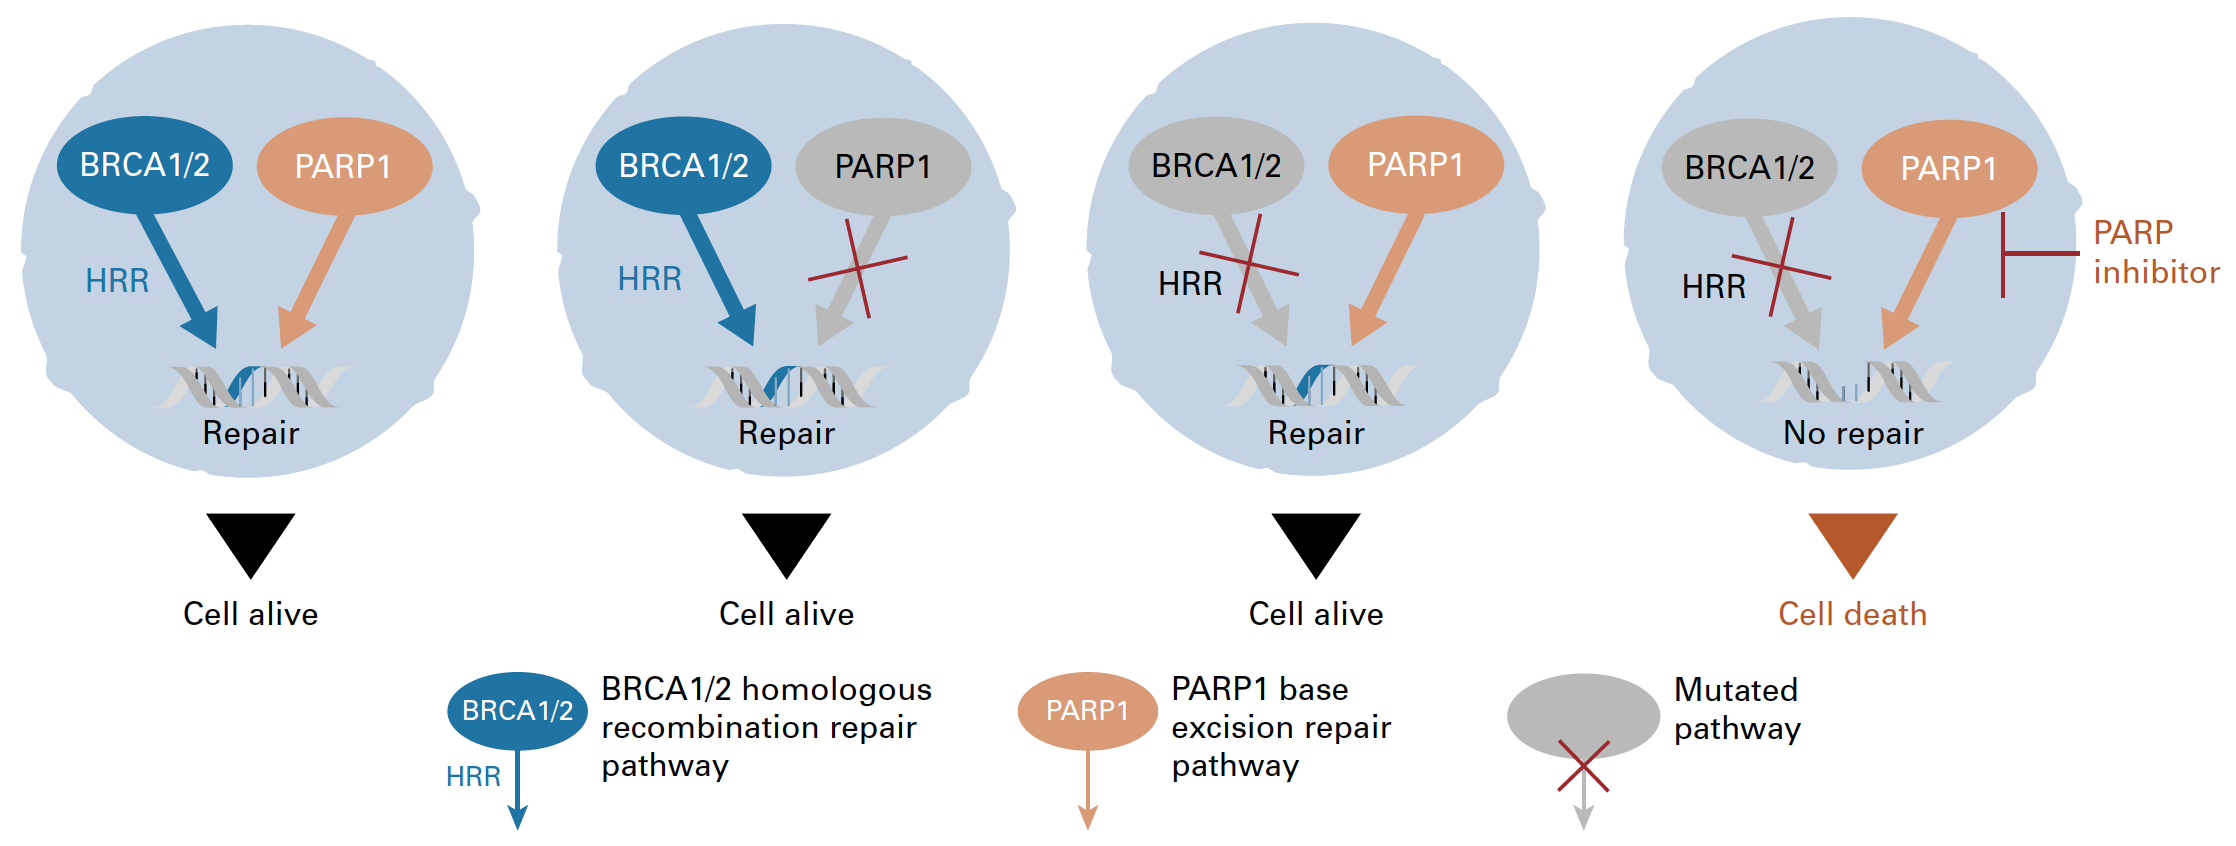 BRCA1/2
PARP1
HRR
Repair
Cell alive
BRCA1/2
PARP1
HRR
Repair
Cell alive
BRCA1/2
PARP1
HRR
Repair
Cell alive
BRCA1/2
PARP1
HRR
PARP
inhibitor
No repair
Cell death
BRCA1/2
HRR
BRCA1/2 homologous
recombination repair
pathway
PARP1
PARP1 base
excision repair
pathway
Mutated
pathway